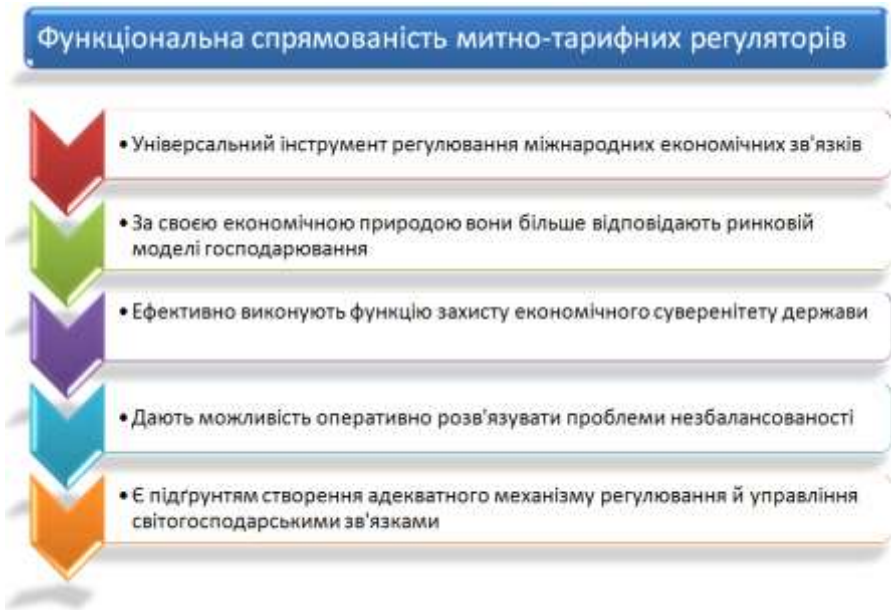 Функціональна спрямованість митно-тарифних регуляторів
• Універсальний інструмент регулювання міжнародних економічних зв'язків
• За своєю економічною природою вони більше відповідають ринковій
моделі господарювання
• Ефективно виконують функцію захисту економічного суверенітету держави
• Дають можливість оперативно розв'язувати проблеми незбалансованості
• Є підґрунтям створення адекватного механізму регулювання й управління
світогосподарськими зв'язками